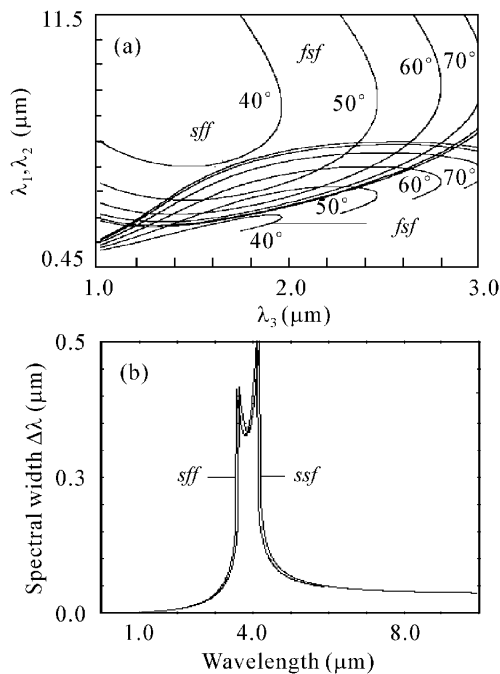 11.5
(a)
fsf
60°
70°
40°
50°
sff
λ1,λ2 (μm)
50°
60°
70°
40°
fsf
0.45
1.0
2.0
3.0
λ3 (μm)
0.5
(b)
Spectral width Δλ (μm)
0.3
sff
ssf
0.0
1.0
4.0
8.0
Wavelength (μm)